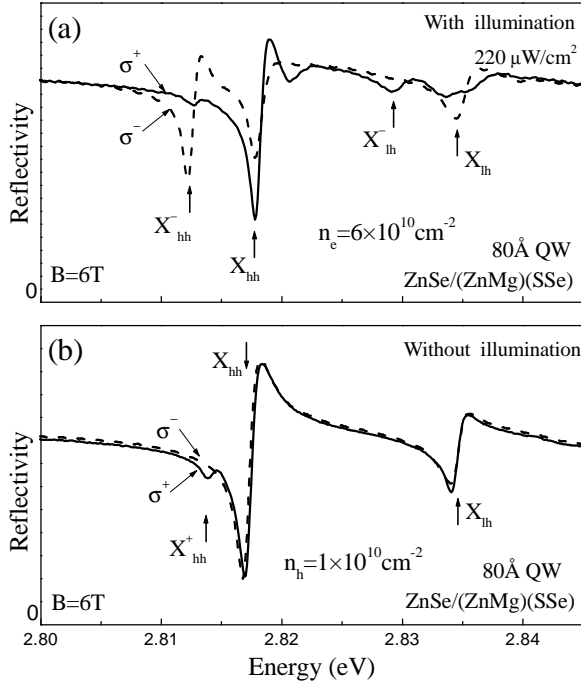 (a)
With illumination
220 μW/cm²
σ⁺
σ⁻
X⁻hh
Xhh
X⁻lh
Xlh
nₑ=6×10¹⁰cm⁻²
80Å QW
B=6T
ZnSe/(ZnMg)(SSe)
Reflectivity
0
(b)
Xhh
Without illumination
σ⁻
σ⁺
X⁺hh
Xlh
nₕ=1×10¹⁰cm⁻²
80Å QW
B=6T
ZnSe/(ZnMg)(SSe)
Reflectivity
0
2.80 2.81 2.82 2.83 2.84
Energy (eV)